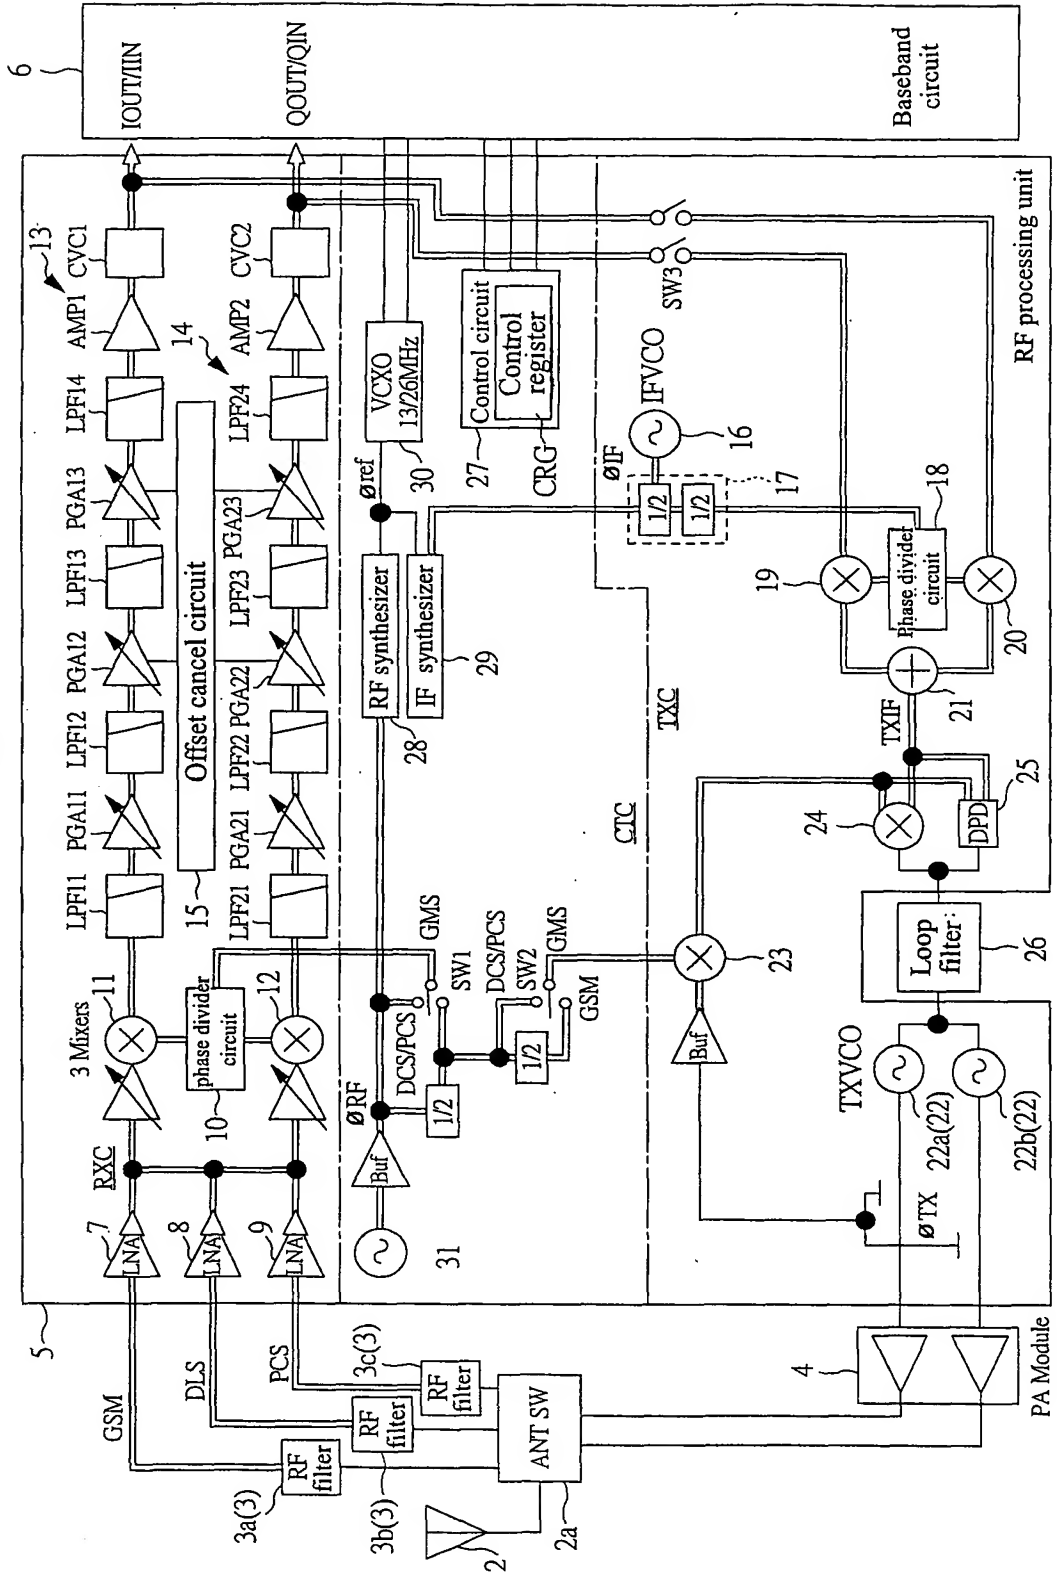 6
IOUT/IIN
QOUT/QIN
Baseband
circuit
5
RF processing unit
RXC
CTC
TXC
13
CVC1
AMP1
LPF14
PGA13
LPF13
PGA12
LPF12
PGA11
LPF11
11
3 Mixers
14
CVC2
AMP2
LPF24
PGA23
LPF23
PGA22
LPF22
PGA21
LPF21
12
Offset cancel circuit
15
phase divider
circuit
10
LNA
7
LNA
8
LNA
9
GSM
DLS
PCS
RF
filter
3a(3)
RF
filter
3b(3)
RF
filter
3c(3)
ANT SW
2a
2
VCXO
13/26MHz
30
øref
Control circuit
Control
register
27
CRG
RF synthesizer
28
IF synthesizer
29
GMS
SW1
DCS/PCS
DCS/PCS
SW2
GMS
GSM
1/2
1/2
øRF
Buf
31
SW3
IFVCO
16
øIF
1/2
1/2
17
18
Phase divider
circuit
19
20
21
TXIF
24
25
DPD
Loop
filter:
26
23
Buf
TXVCO
22a(22)
22b(22)
øTX
4
PA Module